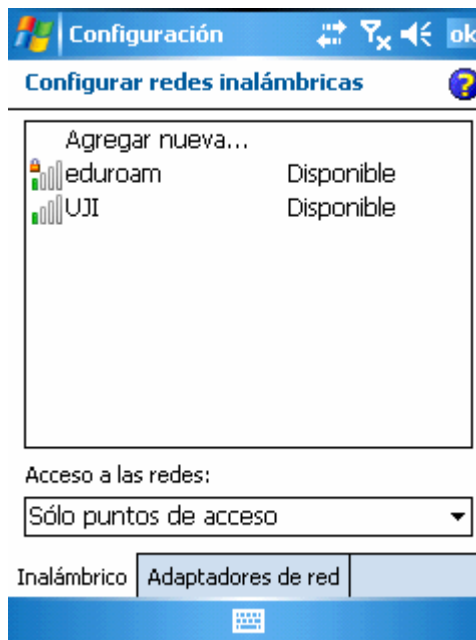 Configuración ok
Configurar redes inalámbricas ?
Agregar nueva...
eduroam Disponible
UJI Disponible
Acceso a las redes:
Sólo puntos de acceso
Inalámbrico Adaptadores de red